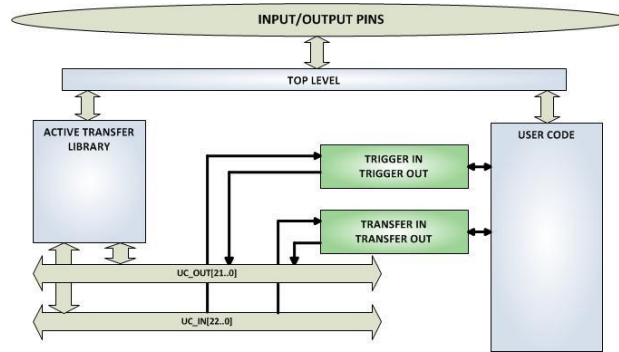 INPUT/OUTPUT PINS
TOP LEVEL
ACTIVE TRANSFER
LIBRARY
USER CODE
TRIGGER IN
TRIGGER OUT
TRANSFER IN
TRANSFER OUT
UC_OUT[21..0]
UC_IN[22..0]